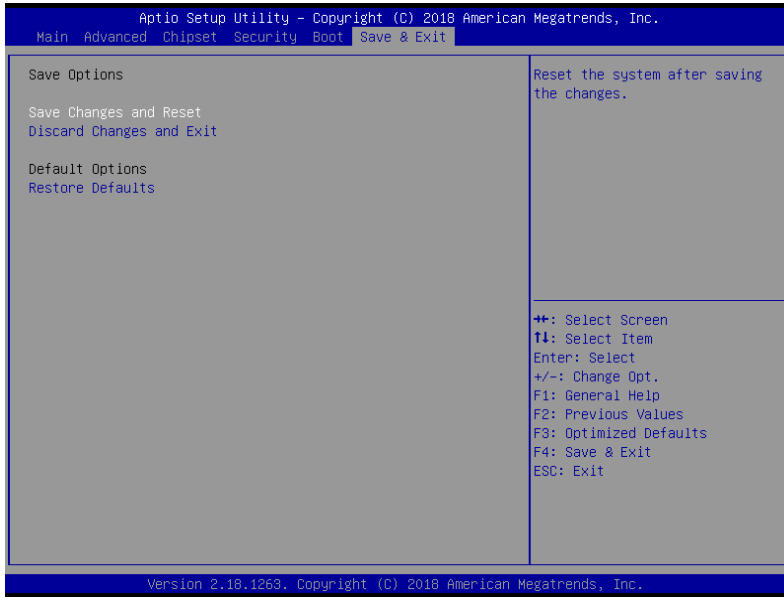 Aptio Setup Utility – Copyright (C) 2018 American Megatrends, Inc.
Main Advanced Chipset Security Boot Save & Exit
Save Options
Save Changes and Reset
Discard Changes and Exit
Default Options
Restore Defaults
Reset the system after saving
the changes.
→←: Select Screen
↑↓: Select Item
Enter: Select
+/-: Change Opt.
F1: General Help
F2: Previous Values
F3: Optimized Defaults
F4: Save & Exit
ESC: Exit
Version 2.18.1263. Copyright (C) 2018 American Megatrends, Inc.